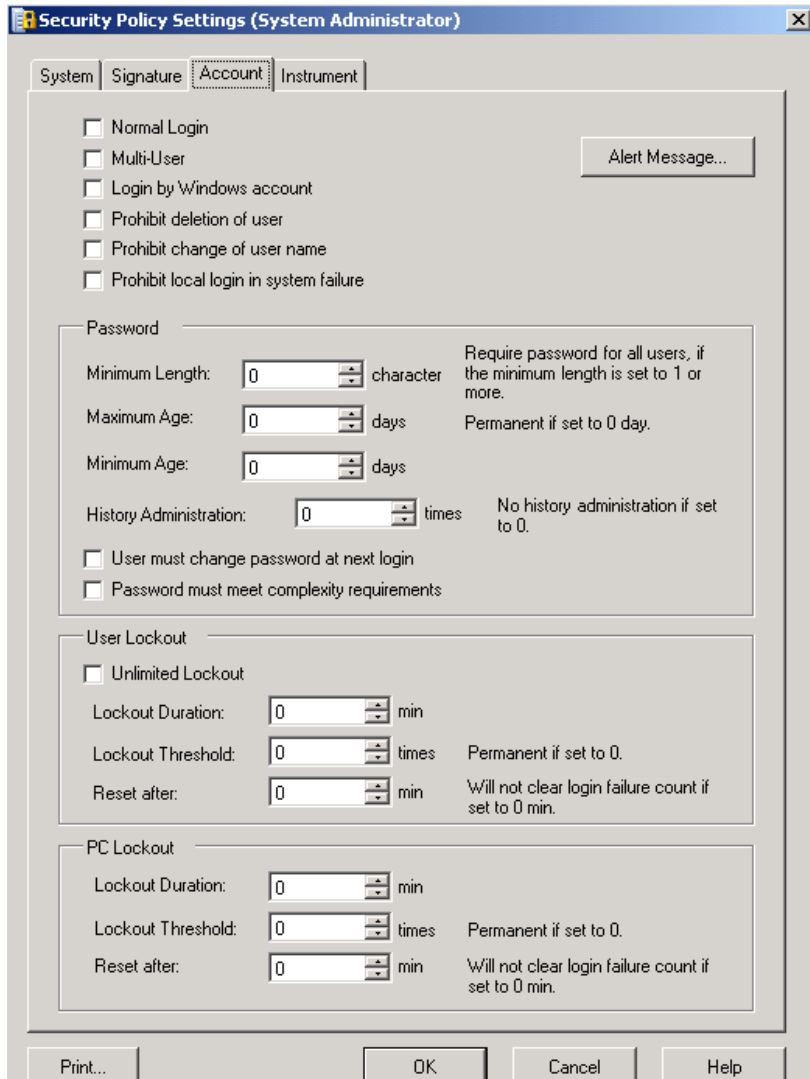 Security Policy Settings (System Administrator)
System Signature Account Instrument
Normal Login
Multi-User
Alert Message...
Login by Windows account
Prohibit deletion of user
Prohibit change of user name
Prohibit local login in system failure
Password
Minimum Length: 0 character
Require password for all users, if
the minimum length is set to 1 or
more.
Maximum Age: 0 days Permanent if set to 0 day.
Minimum Age: 0 days
History Administration: 0 times
No history administration if set
to 0.
User must change password at next login
Password must meet complexity requirements
User Lockout
Unlimited Lockout
Lockout Duration: 0 min
Lockout Threshold: 0 times Permanent if set to 0.
Reset after: 0 min
Will not clear login failure count if
set to 0 min.
PC Lockout
Lockout Duration: 0 min
Lockout Threshold: 0 times Permanent if set to 0.
Reset after: 0 min
Will not clear login failure count if
set to 0 min.
Print... OK Cancel Help